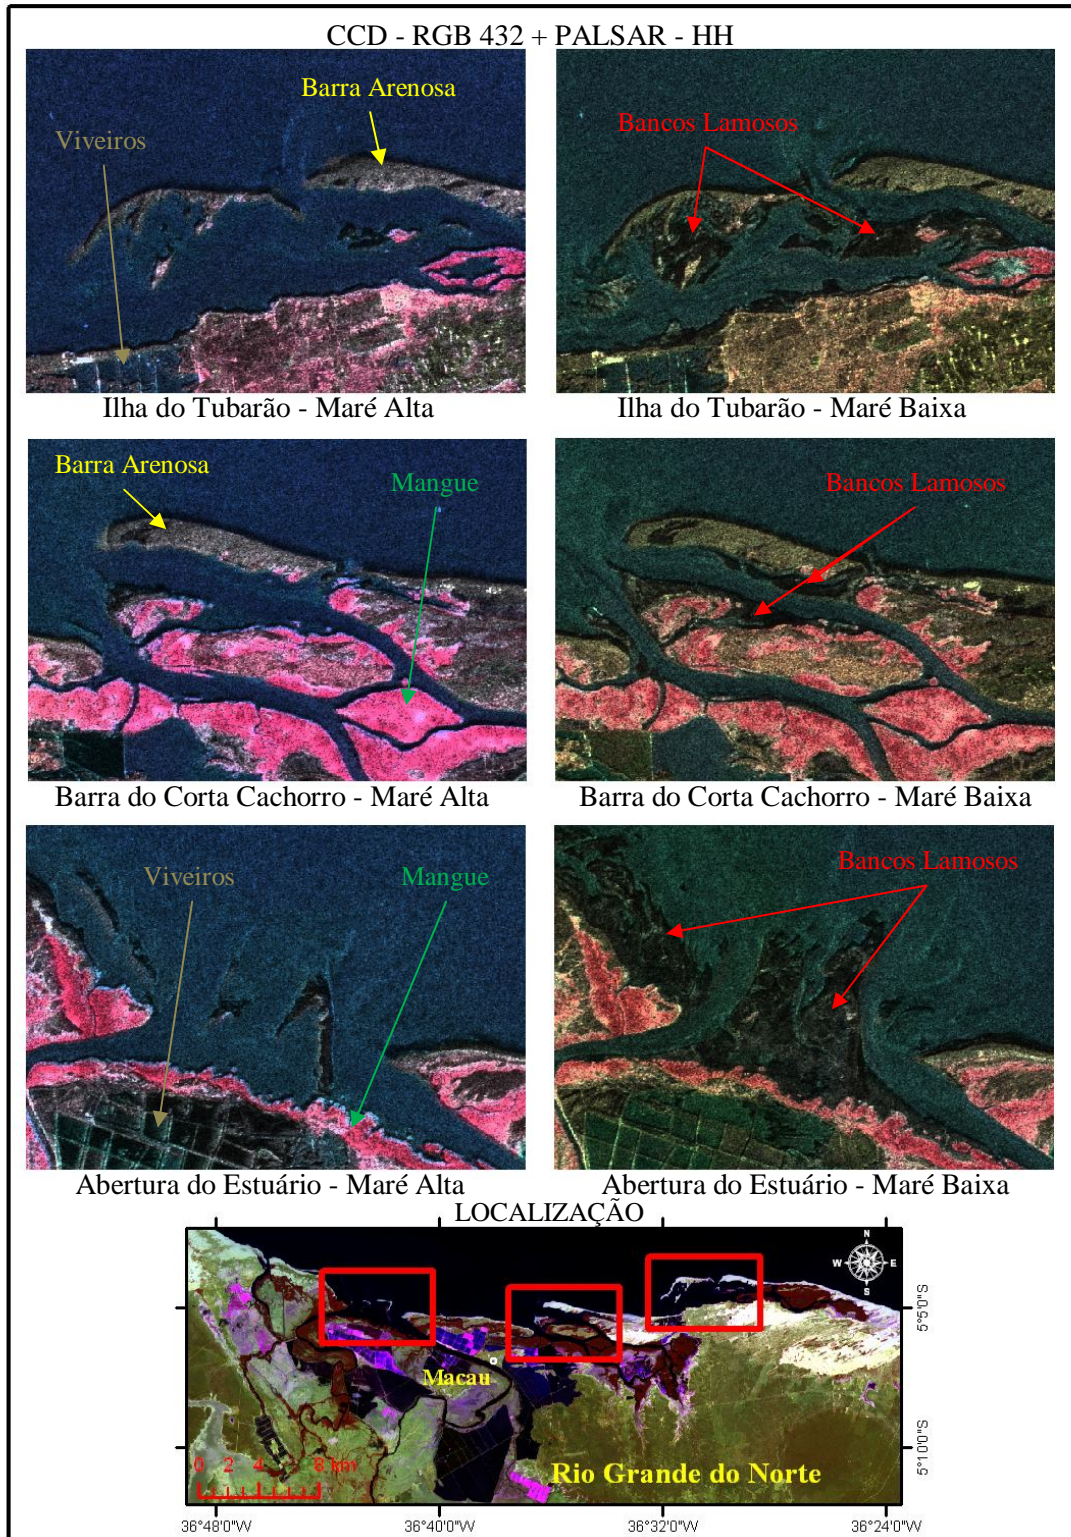 CCD - RGB 432 + PALSAR - HH
Barra Arenosa
Viveiros
Bancos Lamosos
Ilha do Tubarão - Maré Alta
Ilha do Tubarão - Maré Baixa
Barra Arenosa
Mangue
Bancos Lamosos
Barra do Corta Cachorro - Maré Alta
Barra do Corta Cachorro - Maré Baixa
Viveiros
Mangue
Bancos Lamosos
Abertura do Estuário - Maré Alta
Abertura do Estuário - Maré Baixa
LOCALIZAÇÃO
N
W E
S
5°5'0"S
Macau
0 2 4 8 km
Rio Grande do Norte
5°10'0"S
36°48'0"W 36°40'0"W 36°32'0"W 36°24'0"W